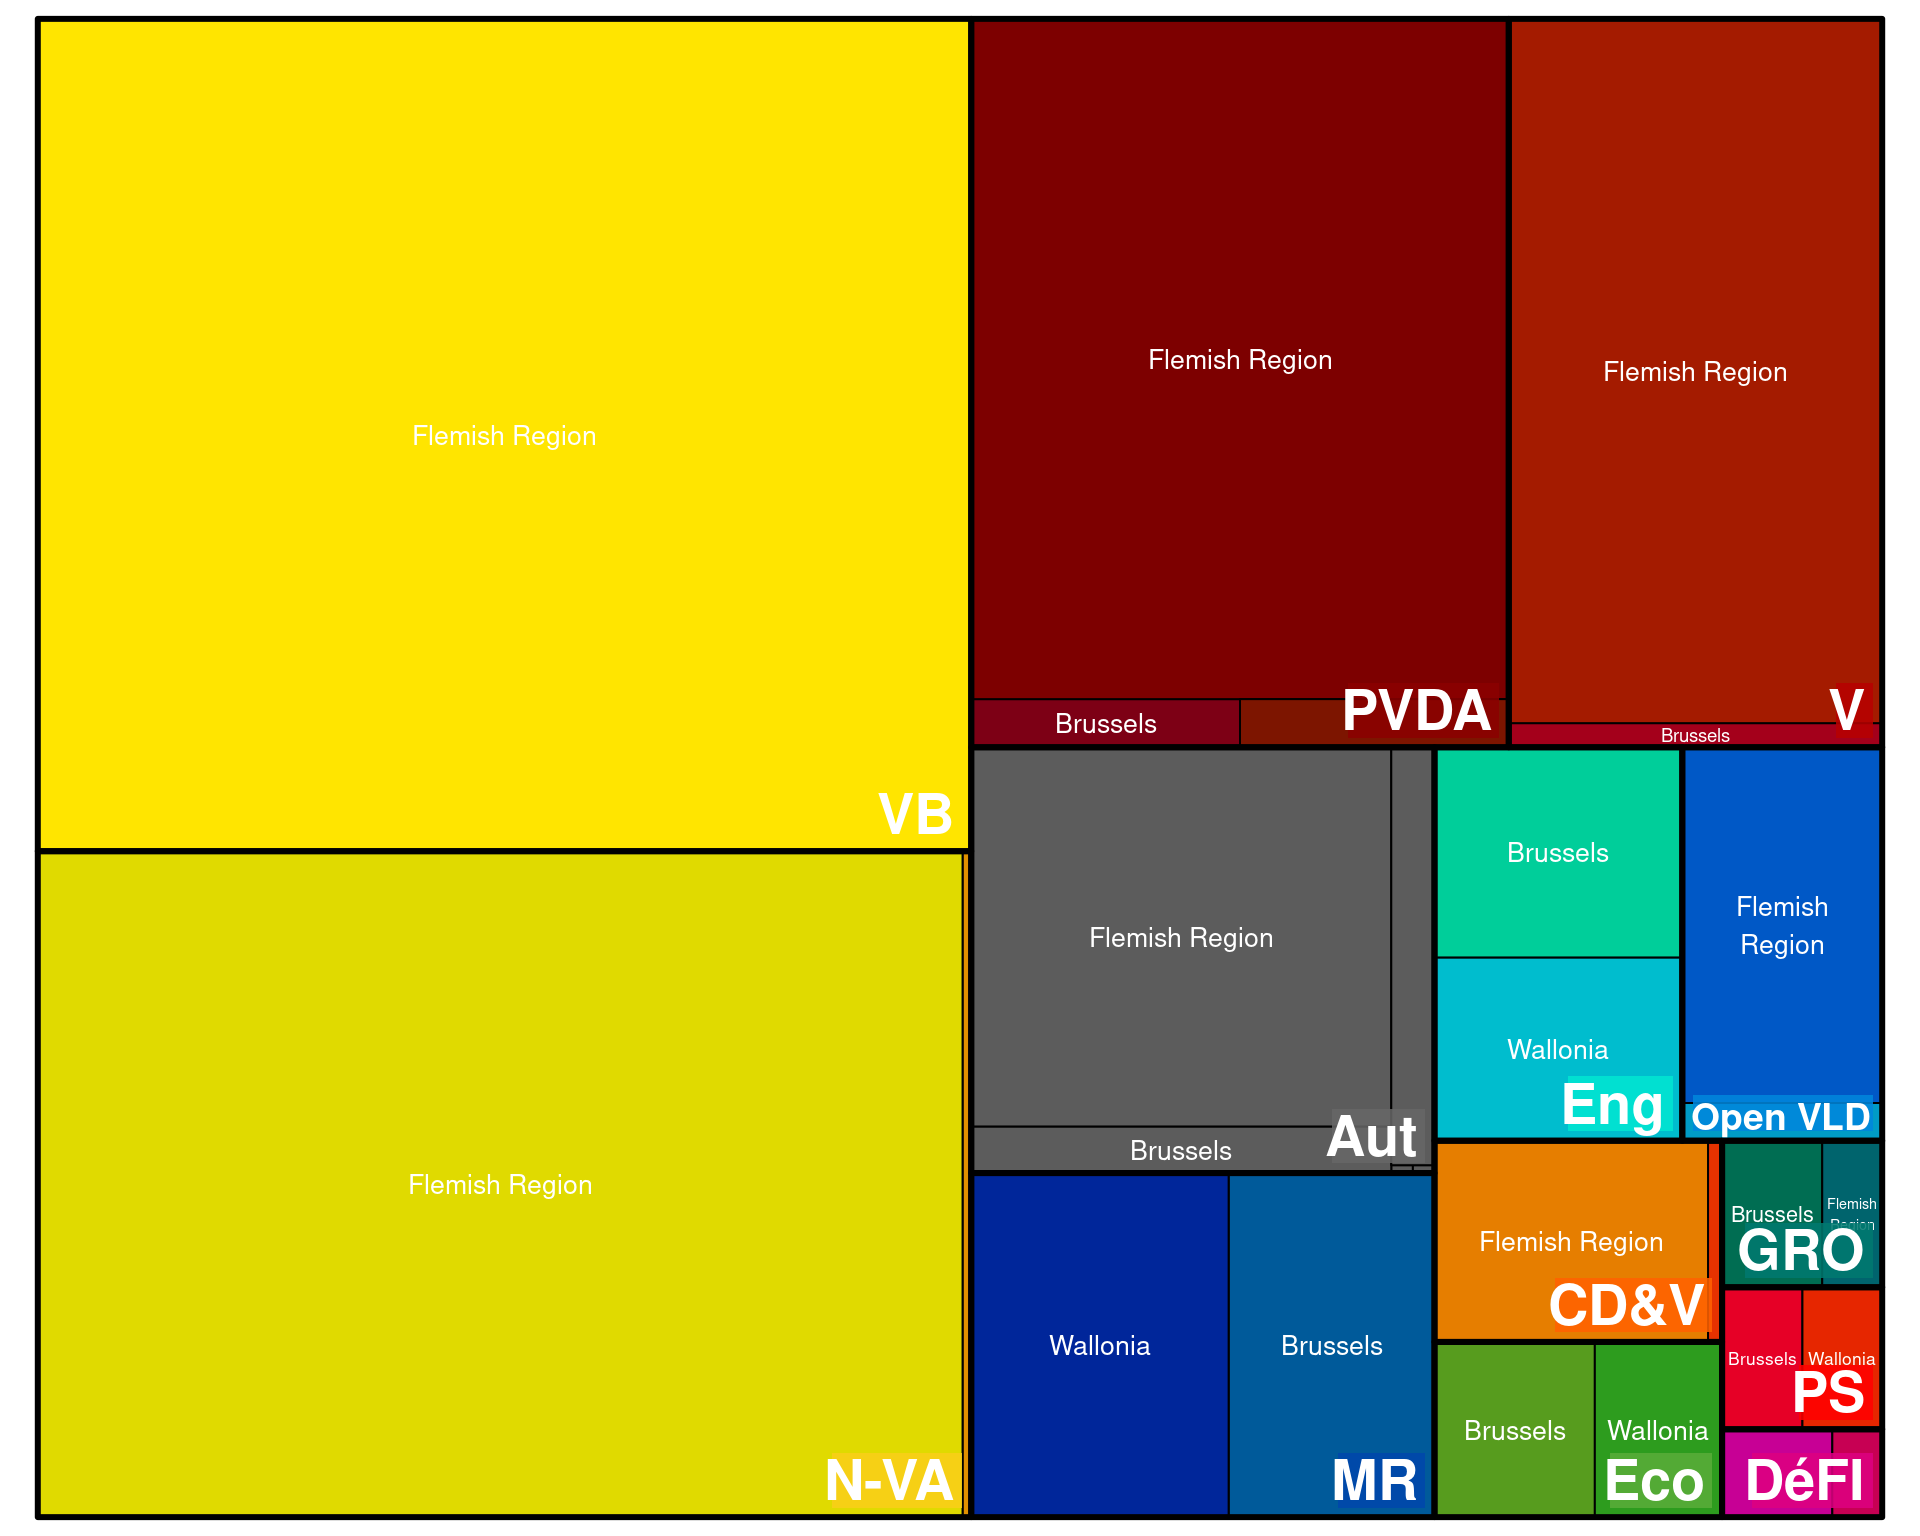 Flemish Region
VB
Flemish Region
N-VA
Flemish Region
Brussels
PVDA
Flemish Region
V
Brussels
Flemish Region
Brussels
Aut
Wallonia
Brussels
MR
Brussels
Wallonia
Eng
Flemish
Region
Open VLD
Flemish Region
CD&V
Brussels
Wallonia
Eco
Brussels
Flemish
Region
GRO
Brussels
Wallonia
PS
DéFI